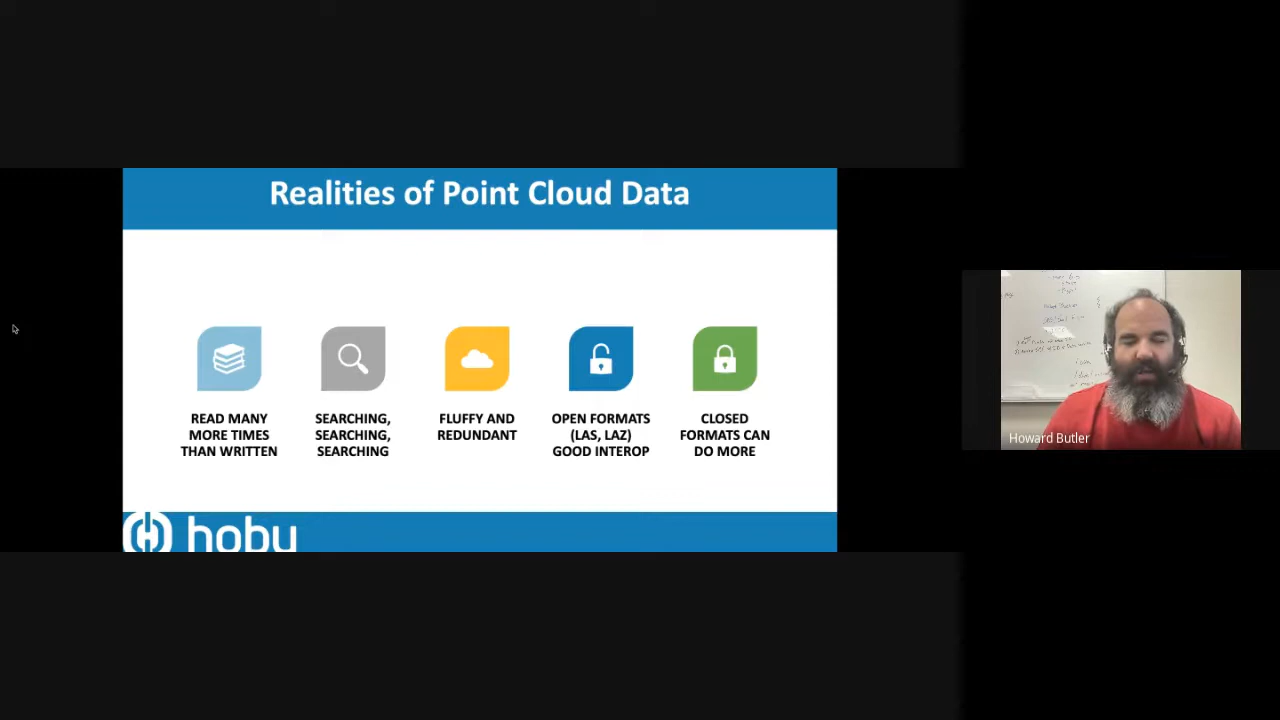 Realities of Point Cloud Data
READ MANY
MORE TIMES
THAN WRITTEN
SEARCHING,
SEARCHING,
SEARCHING
FLUFFY AND
REDUNDANT
OPEN FORMATS
(LAS, LAZ)
GOOD INTEROP
CLOSED
FORMATS CAN
DO MORE
hobu
Howard Butler